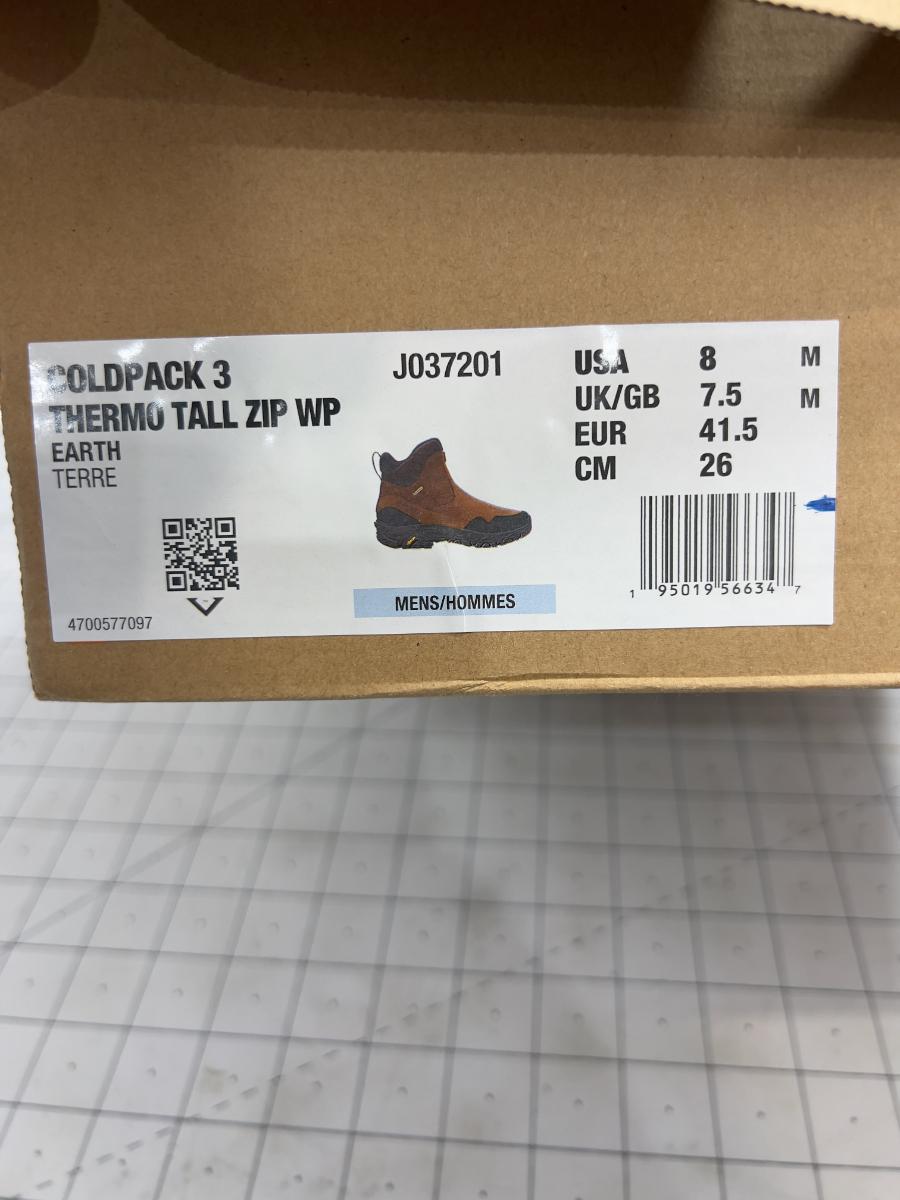 COLDPACK 3
THERMO TALL ZIP WP
EARTH
TERRE
4700577097
J037201
MENS/HOMMES
USA 8 M
UK/GB 7.5 M
EUR 41.5
CM 26
1 95019 56634 7